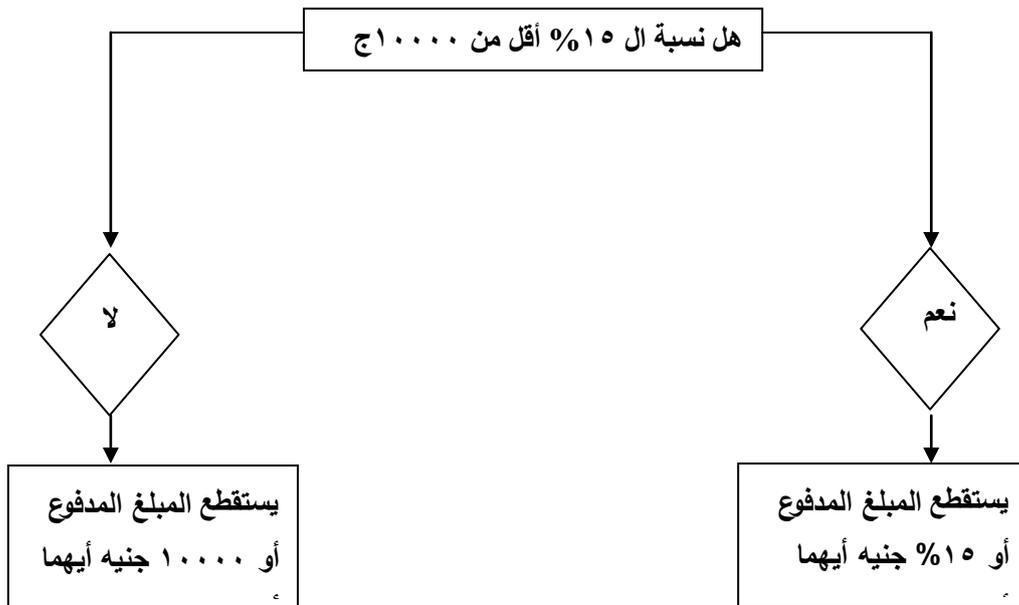 هل نسبة ال ١٥% أقل من ١٠٠٠٠ج
نعم
لا
يستقطع المبلغ المدفوع
أو ١٥% جنيه أيهما
يستقطع المبلغ المدفوع
أو ١٠٠٠٠ جنيه أيهما